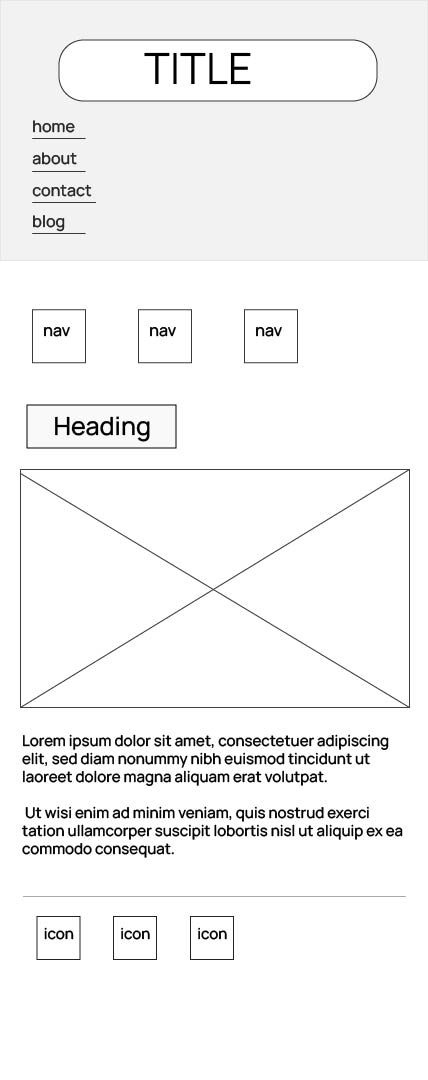 TITLE
home
about
contact
blog
nav nav nav
Heading
Lorem ipsum dolor sit amet, consectetuer adipiscing
elit, sed diam nonummy nibh euismod tincidunt ut
laoreet dolore magna aliquam erat volutpat.
Ut wisi enim ad minim veniam, quis nostrud exerci
tation ullamcorper suscipit lobortis nisl ut aliquip ex ea
commodo consequat.
icon icon icon